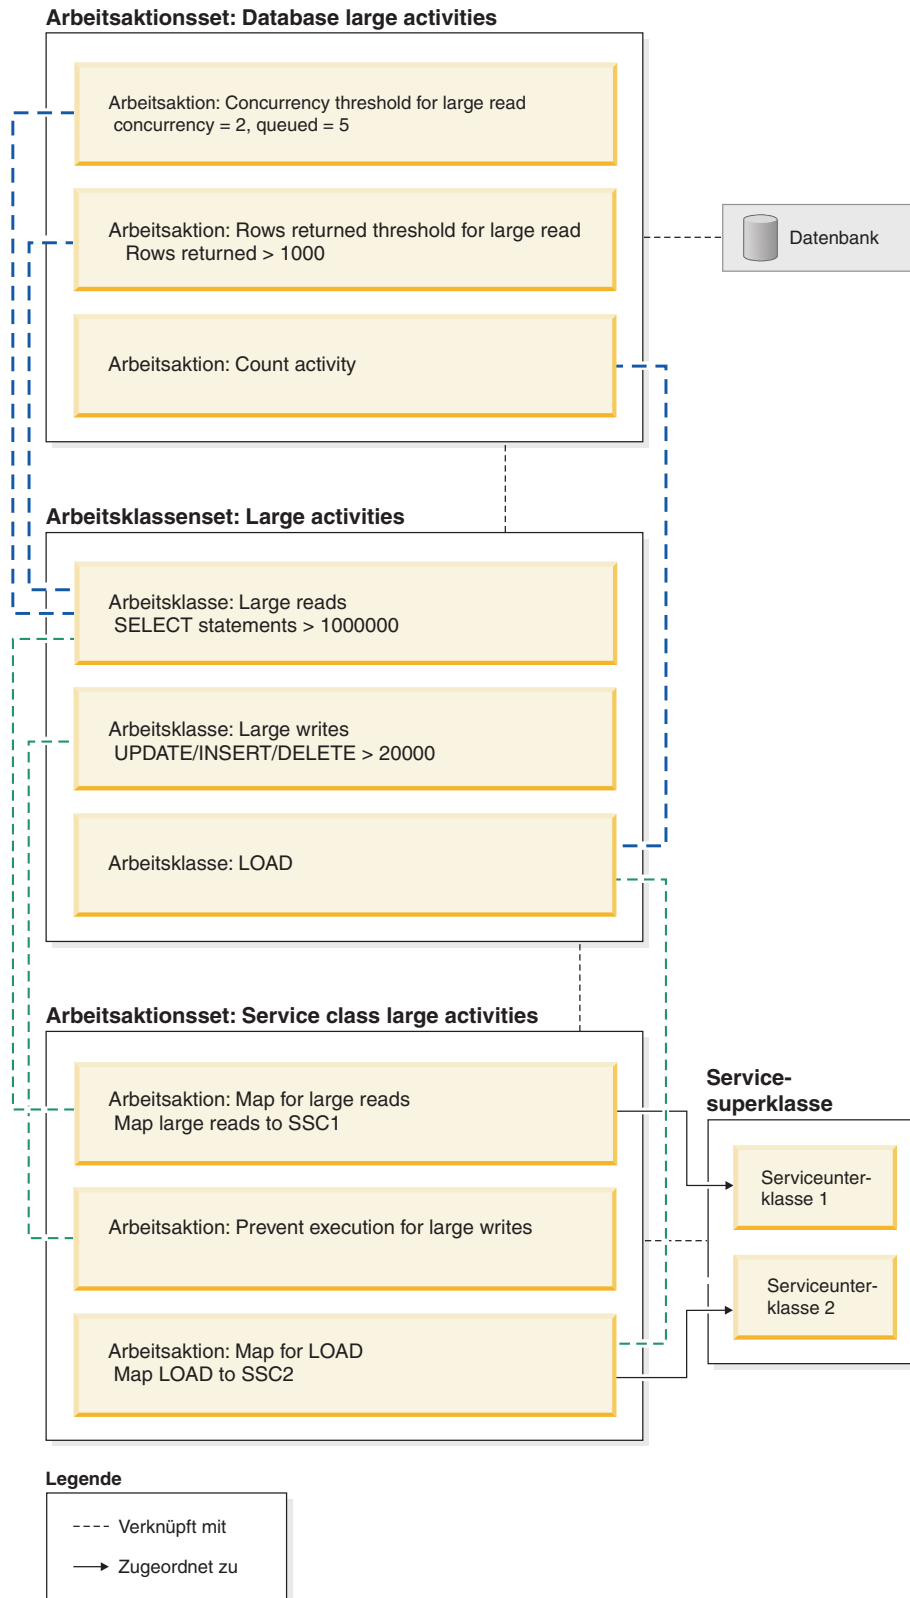 Arbeitsaktionsset: Database large activities
Arbeitsaktion: Concurrency threshold for large read
concurrency = 2, queued = 5
Arbeitsaktion: Rows returned threshold for large read
Rows returned > 1000
Datenbank
Arbeitsaktion: Count activity
Arbeitsklassenset: Large activities
Arbeitsklasse: Large reads
SELECT statements > 1000000
Arbeitsklasse: Large writes
UPDATE/INSERT/DELETE > 20000
Arbeitsklasse: LOAD
Arbeitsaktionsset: Service class large activities
Arbeitsaktion: Map for large reads
Map large reads to SSC1
Arbeitsaktion: Prevent execution for large writes
Arbeitsaktion: Map for LOAD
Map LOAD to SSC2
Service-
superklasse
Serviceunter-
klasse 1
Serviceunter-
klasse 2
Legende
Verknüpft mit
Zugeordnet zu